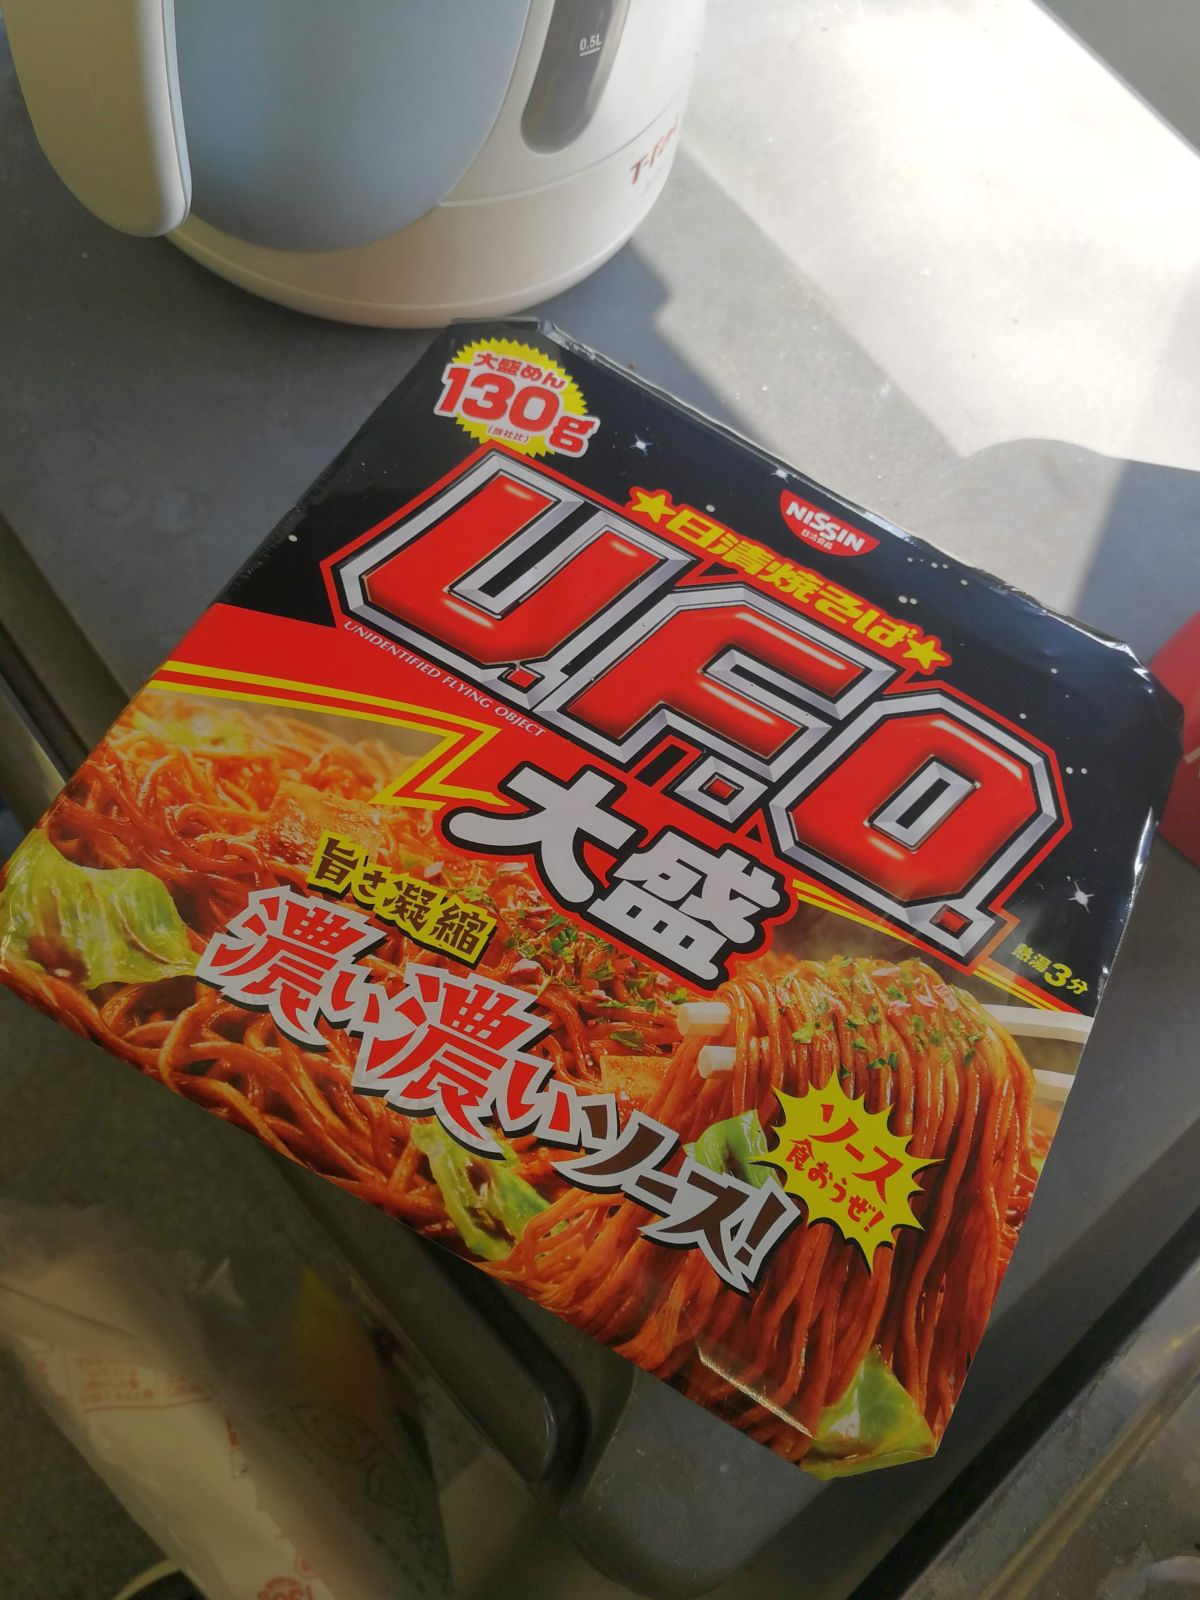 0.5L
T-fal
大盛めん
130g
(当社比)
NISSIN
日清食品
★日清焼そば★
U.F.O.
UNIDENTIFIED FLYING OBJECT
大盛
熱湯3分
旨さ凝縮
濃い濃いソース!
ソース
食おうぜ!